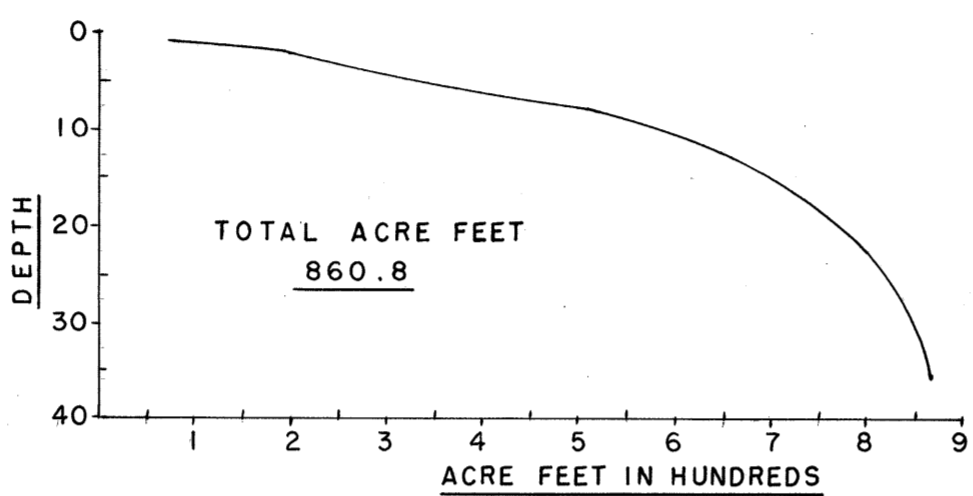 0
10
20
30
40
DEPTH
TOTAL ACRE FEET
860.8
1 2 3 4 5 6 7 8 9
ACRE FEET IN HUNDREDS